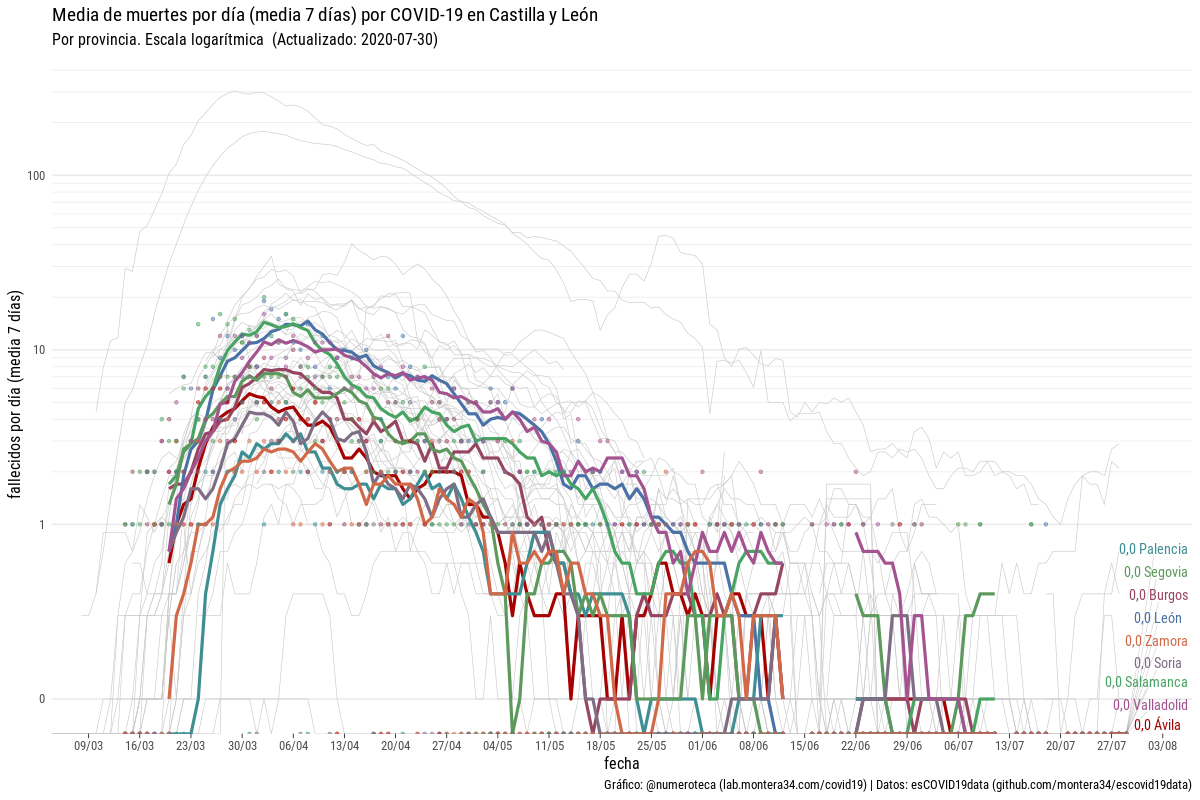 Media de muertes por día (media 7 días) por COVID-19 en Castilla y León
Por provincia. Escala logarítmica  (Actualizado: 2020-07-30)
fallecidos por día (media  7 días)
100
10
1
0
0,0 Palencia
0,0 Segovia
0,0 Burgos
0,0 León
0,0 Zamora
0,0 Soria
0,0 Salamanca
0,0 Valladolid
0,0 Ávila
09/03 16/03 23/03 30/03 06/04 13/04 20/04 27/04 04/05 11/05 18/05 25/05 01/06 08/06 15/06 22/06 29/06 06/07 13/07 20/07 27/07 03/08
fecha
Gráfico: @numeroteca (lab.montera34.com/covid19) | Datos: esCOVID19data (github.com/montera34/escovid19data)